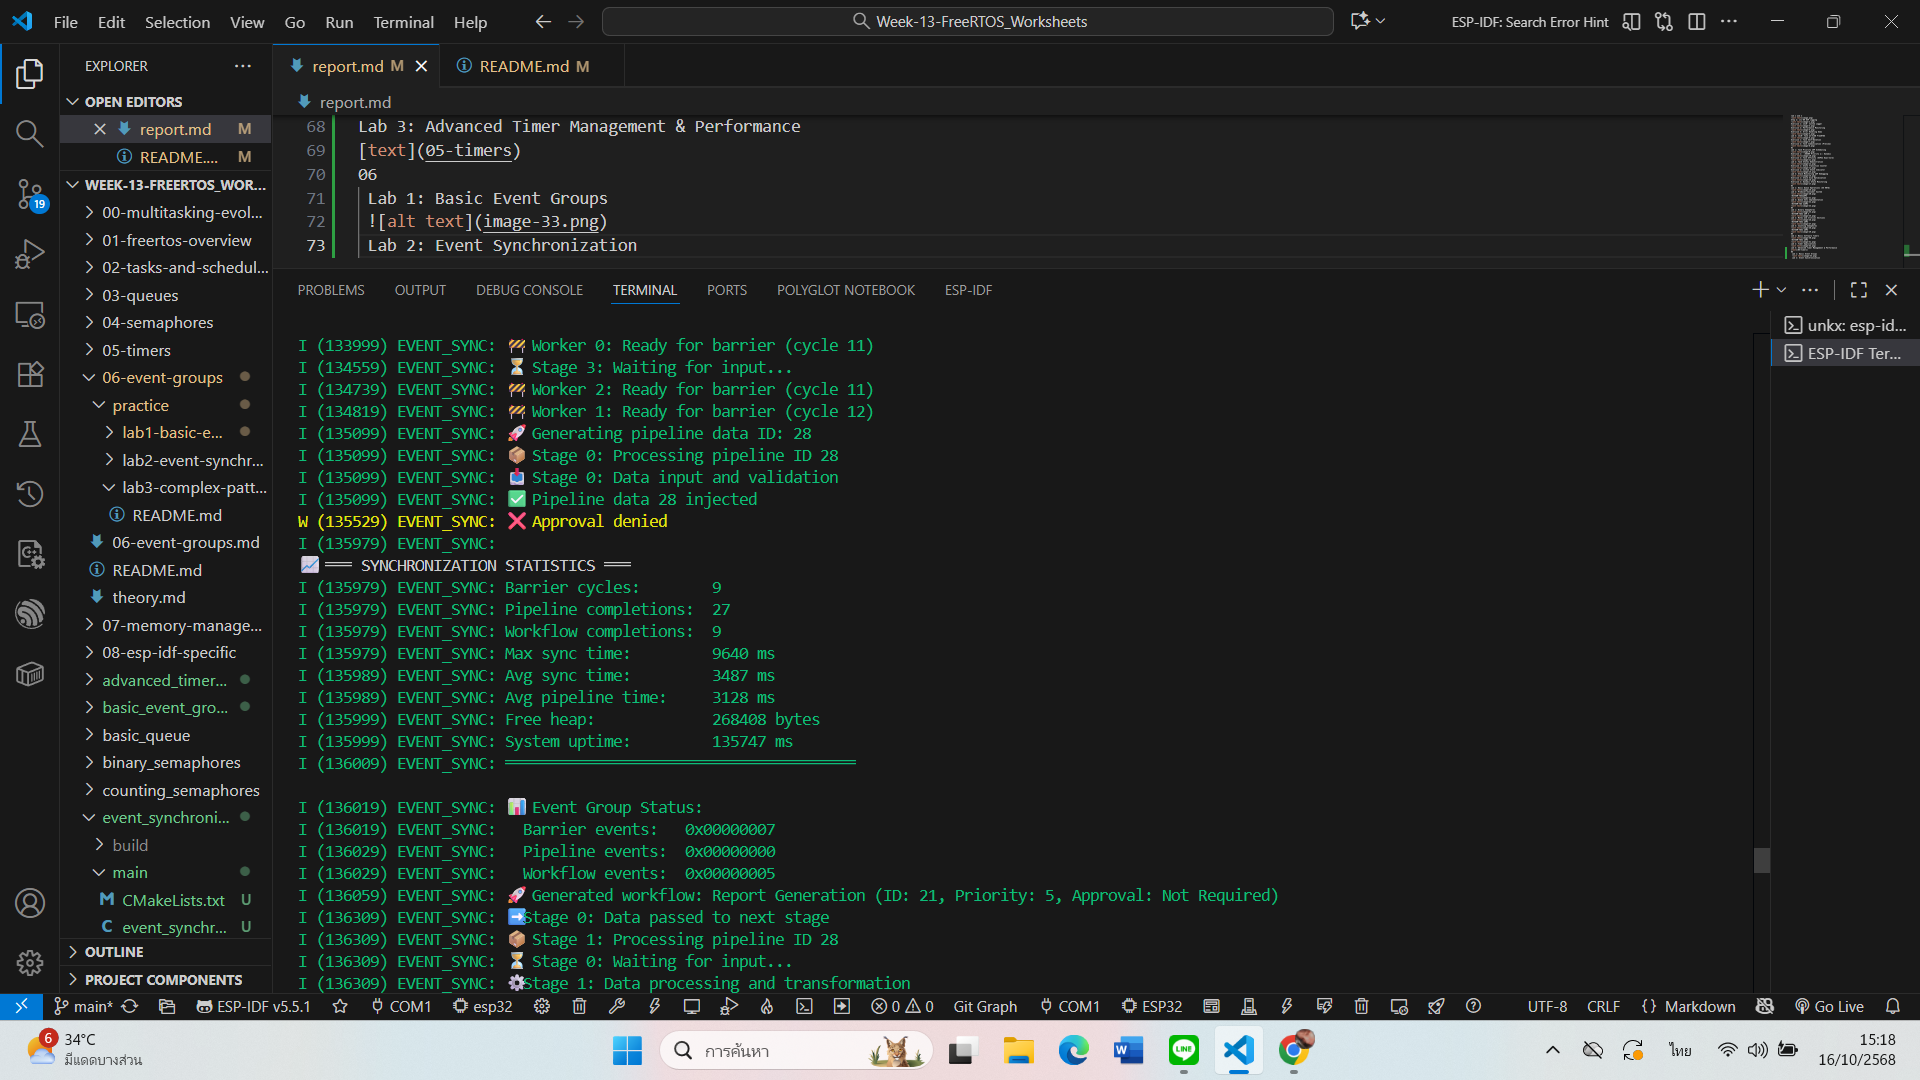 File Edit Selection View Go Run Terminal Help
Week-13-FreeRTOS_Worksheets
ESP-IDF: Search Error Hint
EXPLORER
OPEN EDITORS
report.md M
README.... M
WEEK-13-FREERTOS_WOR...
00-multitasking-evol...
01-freertos-overview
02-tasks-and-schedul...
03-queues
04-semaphores
05-timers
06-event-groups
practice
lab1-basic-e...
lab2-event-synchr...
lab3-complex-patt...
README.md
06-event-groups.md
README.md
theory.md
07-memory-manage...
08-esp-idf-specific
advanced_timer...
basic_event_gro...
basic_queue
binary_semaphores
counting_semaphores
event_synchroni...
build
main
CMakeLists.txt U
event_synchr... U
OUTLINE
PROJECT COMPONENTS
report.md M
README.md M
report.md
68 Lab 3: Advanced Timer Management & Performance
69 [text](05-timers)
70 06
71 Lab 1: Basic Event Groups
72 ![alt text](image-33.png)
73 Lab 2: Event Synchronization
PROBLEMS OUTPUT DEBUG CONSOLE TERMINAL PORTS POLYGLOT NOTEBOOK ESP-IDF
unkx: esp-id...
ESP-IDF Ter...
I (133999) EVENT_SYNC: 🚧 Worker 0: Ready for barrier (cycle 11)
I (134559) EVENT_SYNC: ⏳ Stage 3: Waiting for input...
I (134739) EVENT_SYNC: 🚧 Worker 2: Ready for barrier (cycle 11)
I (134819) EVENT_SYNC: 🚧 Worker 1: Ready for barrier (cycle 12)
I (135099) EVENT_SYNC: 🚀 Generating pipeline data ID: 28
I (135099) EVENT_SYNC: 📦 Stage 0: Processing pipeline ID 28
I (135099) EVENT_SYNC: 📥 Stage 0: Data input and validation
I (135099) EVENT_SYNC: ✅ Pipeline data 28 injected
W (135529) EVENT_SYNC: ❌ Approval denied
I (135979) EVENT_SYNC:
📈 ═══ SYNCHRONIZATION STATISTICS ═══
I (135979) EVENT_SYNC: Barrier cycles: 9
I (135979) EVENT_SYNC: Pipeline completions: 27
I (135979) EVENT_SYNC: Workflow completions: 9
I (135979) EVENT_SYNC: Max sync time: 9640 ms
I (135989) EVENT_SYNC: Avg sync time: 3487 ms
I (135989) EVENT_SYNC: Avg pipeline time: 3128 ms
I (135999) EVENT_SYNC: Free heap: 268408 bytes
I (135999) EVENT_SYNC: System uptime: 135747 ms
I (136009) EVENT_SYNC: ═══════════════════════════════════════
I (136019) EVENT_SYNC: 📊 Event Group Status:
I (136019) EVENT_SYNC: Barrier events: 0x00000007
I (136029) EVENT_SYNC: Pipeline events: 0x00000000
I (136029) EVENT_SYNC: Workflow events: 0x00000005
I (136059) EVENT_SYNC: 🚀 Generated workflow: Report Generation (ID: 21, Priority: 5, Approval: Not Required)
I (136309) EVENT_SYNC: ➡️ Stage 0: Data passed to next stage
I (136309) EVENT_SYNC: 📦 Stage 1: Processing pipeline ID 28
I (136309) EVENT_SYNC: ⏳ Stage 0: Waiting for input...
I (136309) EVENT_SYNC: ⚙️ Stage 1: Data processing and transformation
19
main* ESP-IDF v5.5.1 COM1 esp32 0 0 Git Graph COM1 ESP32 UTF-8 CRLF {} Markdown Go Live
6
34°C
มีแดดบางส่วน
การค้นหา
ไทย
15:18
16/10/2568